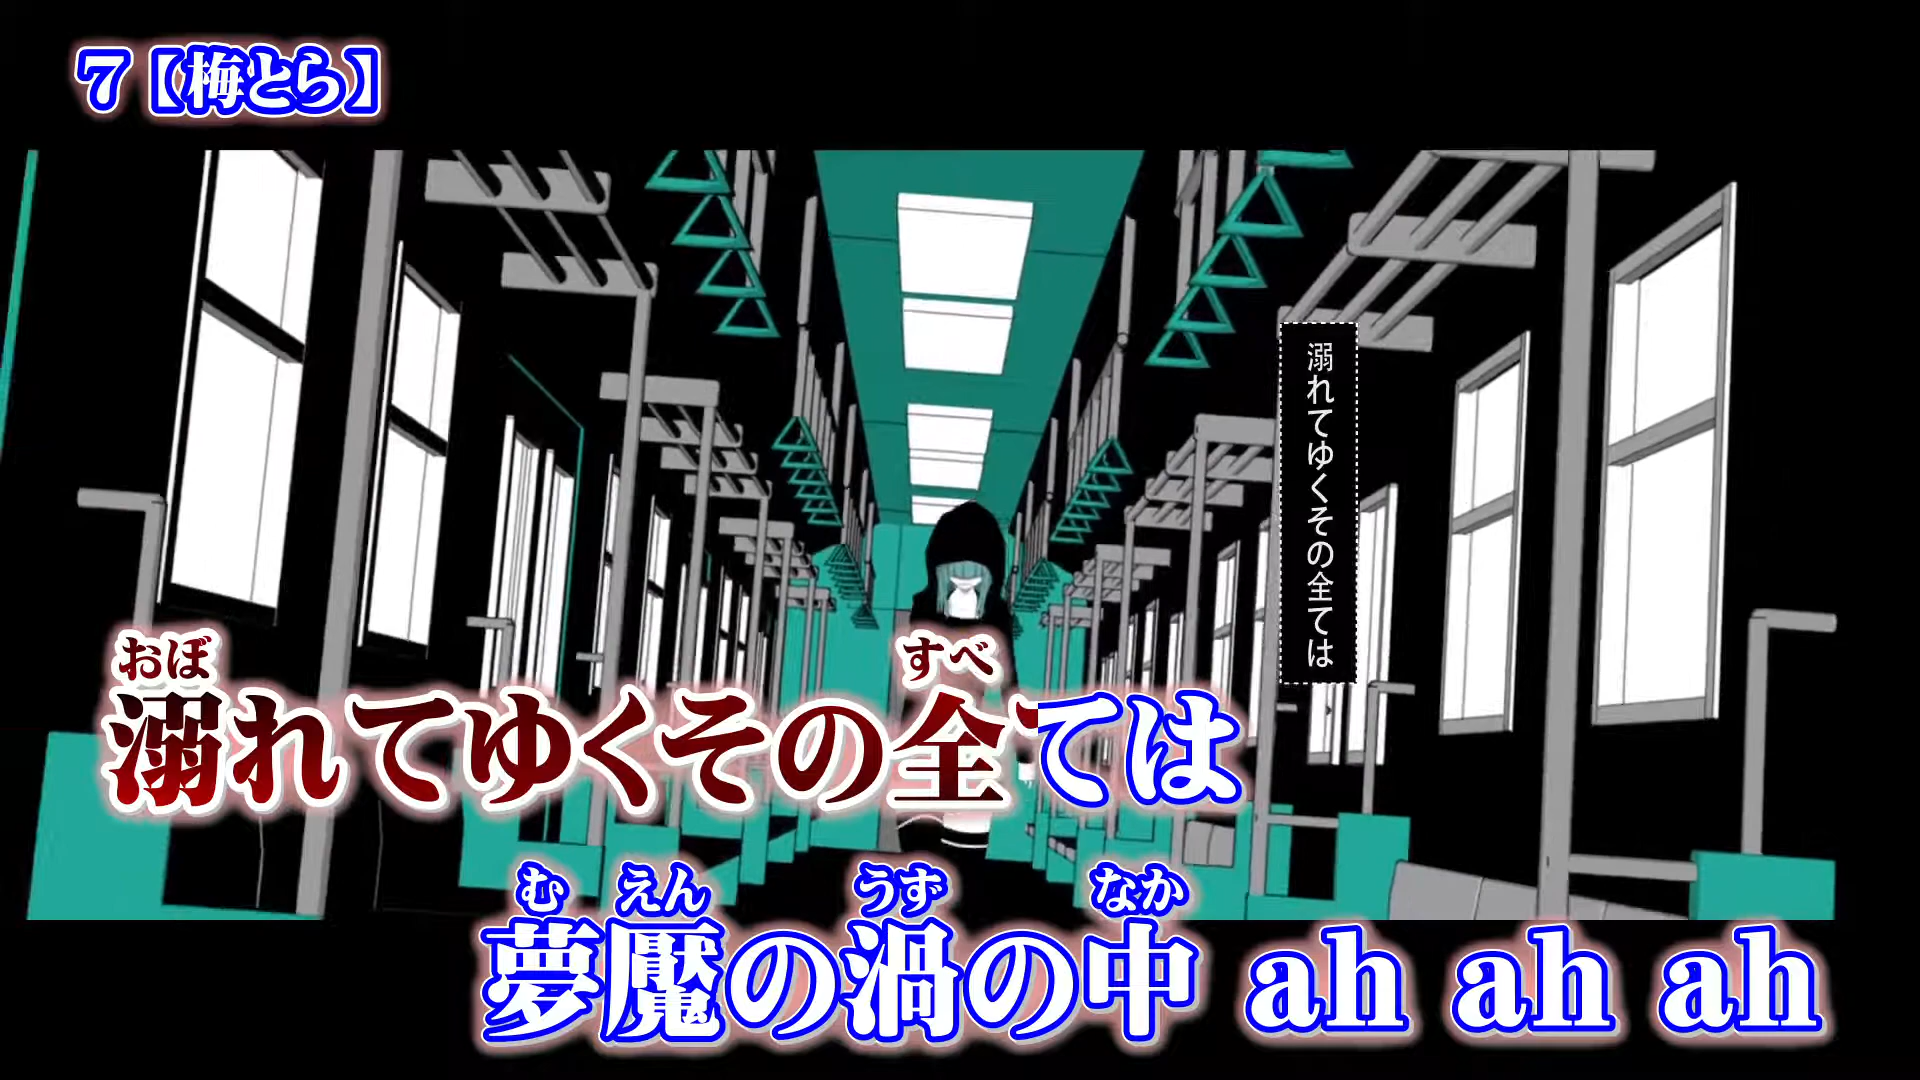 7【梅とら】
溺れてゆくその全ては
おぼ すべ
溺れてゆくその全ては
む えん うず なか
夢魘の渦の中 ah ah ah